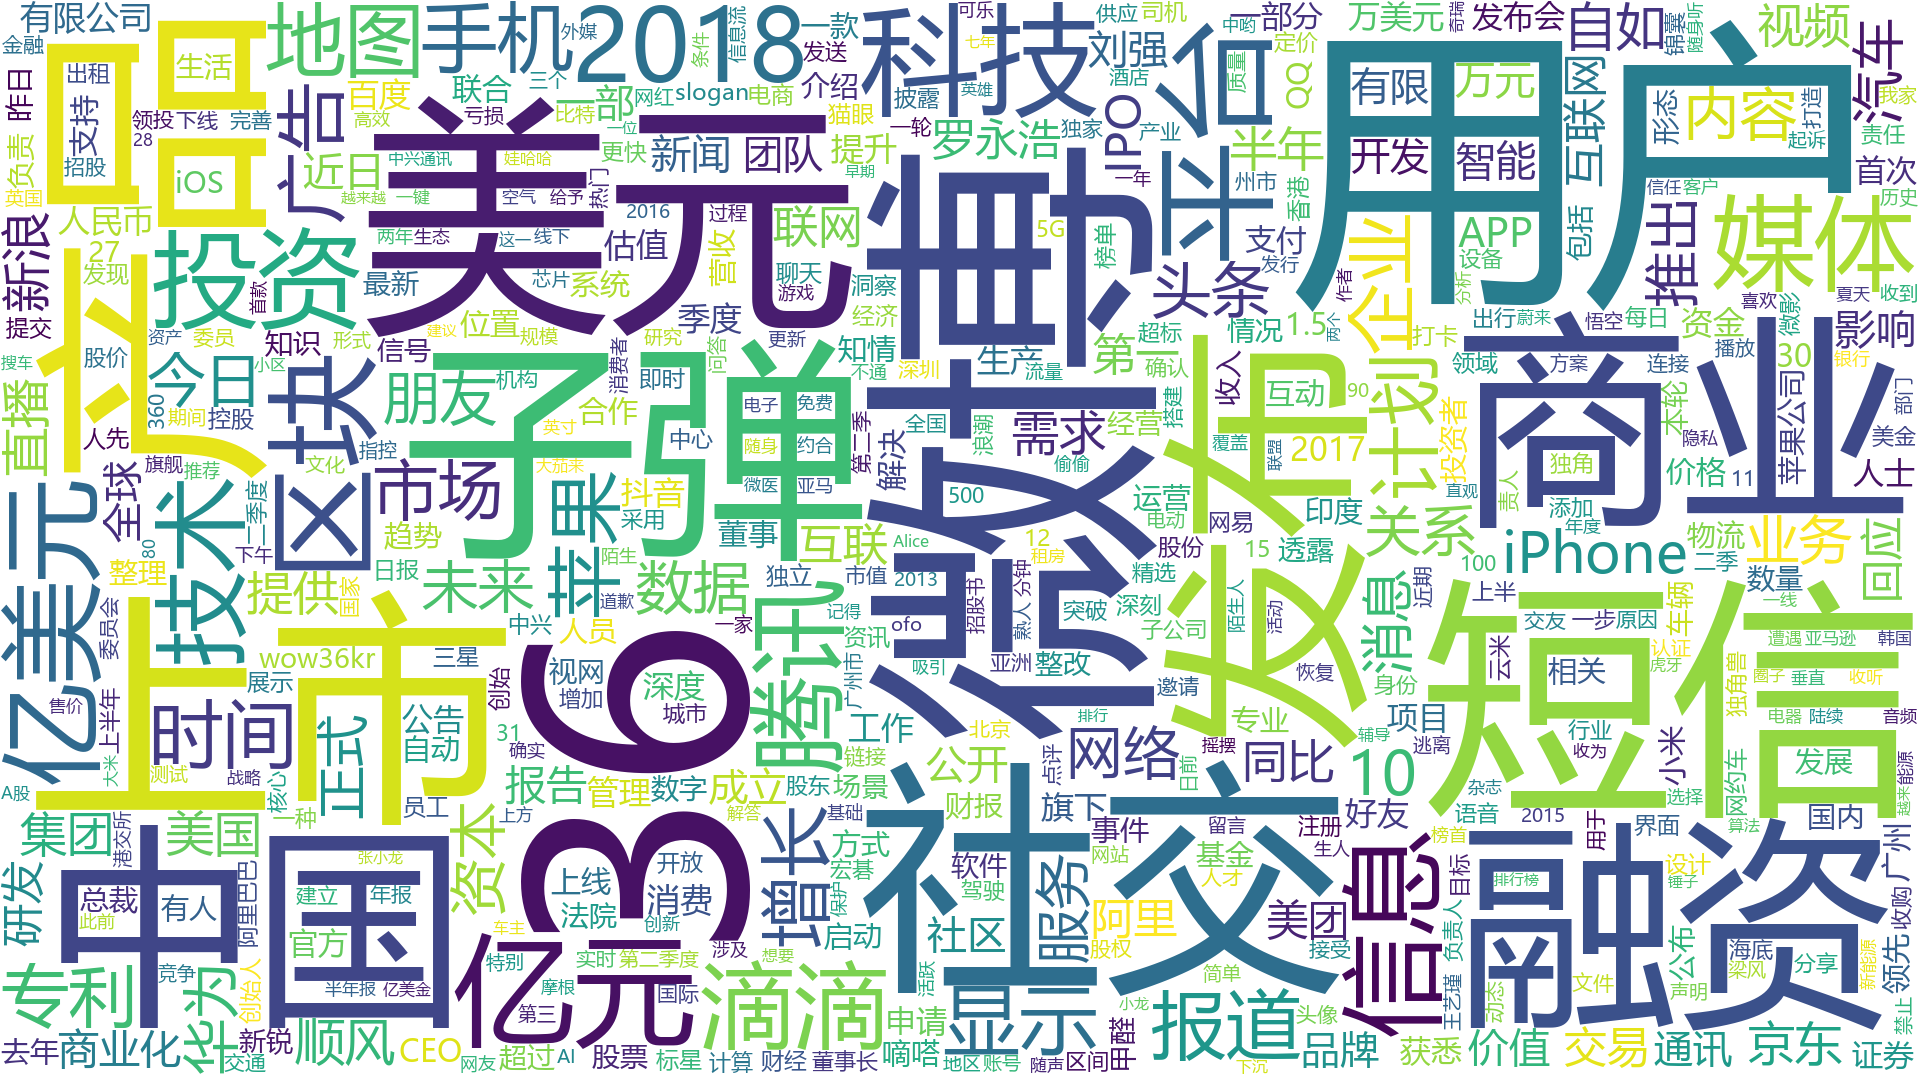 有限公司
地图
手机
2018
科技
平台
用户
自如
视频
产品
美元
微软
子弹
短信
融资
社交
36
中国
上市
亿元
发布
商业
媒体
投资
区块
亿美元
技术
腾讯
滴滴
显示
报道
信息
网络
增长
苹果
数据
市场
朋友
未来
时间
今日
新浪
直播
广告
近日
头条
罗永浩
IPO
刘强
半年
企业
内容
汽车
互联网
推出
影响
iPhone
业务
回应
关系
计划
消息
需求
第一
互联
联网
新闻
团队
提升
估值
季度
系统
位置
营收
百度
联合
slogan
电商
介绍
猫眼
一部
一款
发送
网红
比特
亏损
高效
更快
热门
中兴通讯
娃哈哈
空气
给予
越来越
一键
2016
过程
两年
生态
这一
线下
芯片
规模
最新
建议
研究
更新
聊天
游戏
洞察
经济
知情
信号
知识
形式
委员
资产
股价
人民币
27
发现
提交
首款
iOS
生活
出租
支持
招股
昨日
金融
负责
英国
领投
28
下线
完善
外媒
三个
条件
信息流
可乐
七年
英雄
供应
司机
中哟
一部分
披露
酒店
定价
质量
一轮
独家
产业
一年
早期
一位
州市
香港
5G
榜单
支付
发行
QQ
有限
万元
万美元
发布会
锦囊
随身听
奇瑞
开发
智能
APP
设备
分析
作者
包括
形态
打造
起诉
我家
责任
首次
信任
客户
历史
喜欢
夏天
收到
出行
蔚来
悟空
每日
资金
微影
领域
方案
连接
播放
30
银行
部门
苹果公司
美金
人士
价格
11
隐私
本轮
投资者
打卡
1.5
两个
情况
超标
确认
生产
流量
收入
互动
90
经营
搭建
覆盖
联盟
2017
解决
全国
浪潮
偷偷
500
运营
印度
电动
网易
12
租房
股份
15
透露
精选
突破
深刻
子公司
陌生人
活动
100
直观
责人
独角
添加
年度
物流
二季
数量
一线
车辆
近期
上半
交友
一步
原因
认证
遭遇
亚马逊
韩国
虎牙
圈子
垂直
收听
独角兽
云米
相关
身份
项目
行业
收为
电器
陆续
音频
小米
发展
网约车
选择
越来
新能源
语音
杂志
榜首
2015
算法
国内
界面
用于
好友
10
同比
邀请
恢复
专业
辅导
逃离
摇摆
排行
点评
日前
公开
北京
工作
链接
资讯
记得
吸引
亚洲
整改
ofo
招股书
熟人
分钟
2013
Alice
市值
独立
道歉
一家
董事
中心
即时
合作
机构
英寸
消费者
问答
不通
深圳
电子
免费
随身
约合
微医
亚马
第二季
抖音
采用
大茄来
陌生
趋势
日报
文化
指控
推荐
旗舰
期间
控股
小区
360
人先
全球
搜车
二季度
80
下午
整理
提供
国家
委员会
上半年
售价
大米
测试
战略
A股
集团
美国
港交所
研发
总裁
此前
有人
阿里巴巴
创始人
竞争
专利
华为
去年
商业化
交通
新锐
顺风
CEO
网友
超过
AI
第三
股票
摩根
半年报
亿美金
官方
建立
年报
张小龙
wow36kr
三星
展示
核心
一种
正式
公告
自动
员工
中兴
人员
创始
视网
增加
深度
城市
31
确实
报告
管理
数字
成立
股东
场景
上方
解答
基础
资本
上线
开放
法院
消费
创新
涉及
保护
宏碁
方式
启动
想要
车主
特别
实时
第二季度
国际
标星
计算
财经
董事长
申请
嘀嗒
地区
账号
随声
区间
甲醛
活跃
社区
驾驶
软件
财报
旗下
服务
事件
网站
阿里
股权
留言
基金
人才
注册
生人
美团
接受
简单
小龙
头像
下沉
品牌
获悉
动态
王艺瑾
负责人
目标
排行榜
设计
锤子
文件
声明
公布
海底
梁风
分享
领先
收购
广州
禁止
价值
交易
通讯
京东
证券
广州市